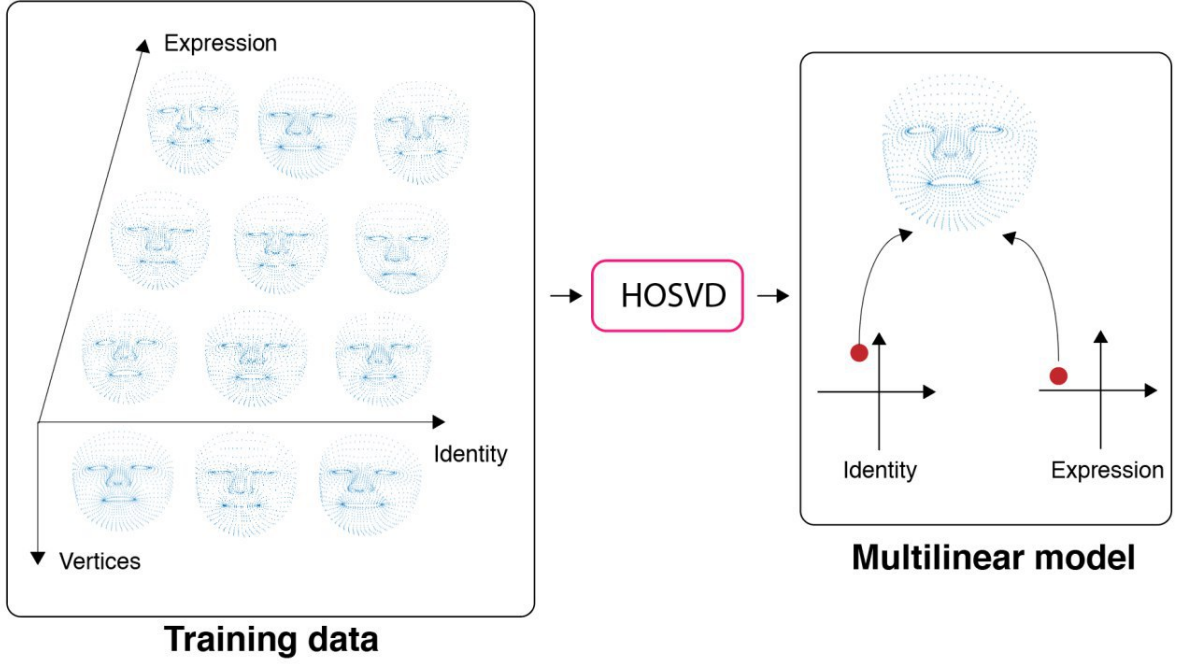 Expression
Identity
Vertices
Training data
HOSVD
Identity
Expression
Multilinear model